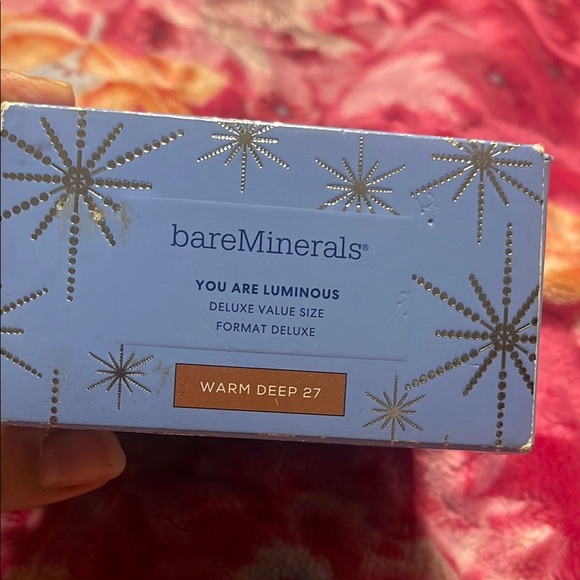 bareMinerals®
YOU ARE LUMINOUS
DELUXE VALUE SIZE
FORMAT DELUXE
WARM DEEP 27